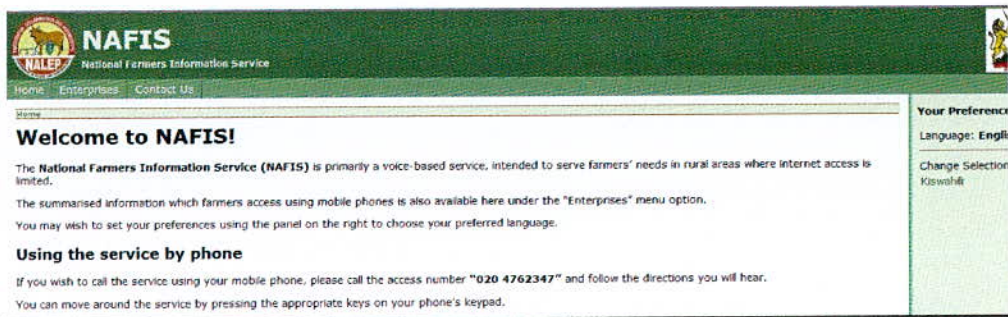 NAFIS
NALEP
National Farmers Information Service
Home Enterprises Contact Us
Home
Welcome to NAFIS!
The National Farmers Information Service (NAFIS) is primarily a voice-based service, intended to serve farmers' needs in rural areas where internet access is
limited.
The summarised information which farmers access using mobile phones is also available here under the "Enterprises" menu option.
You may wish to set your preferences using the panel on the right to choose your preferred language.
Using the service by phone
If you wish to call the service using your mobile phone, please call the access number "020 4762347" and follow the directions you will hear.
You can move around the service by pressing the appropriate keys on your phone's keypad.
Your Preference
Language: Englis
Change Selection
Kiswahili